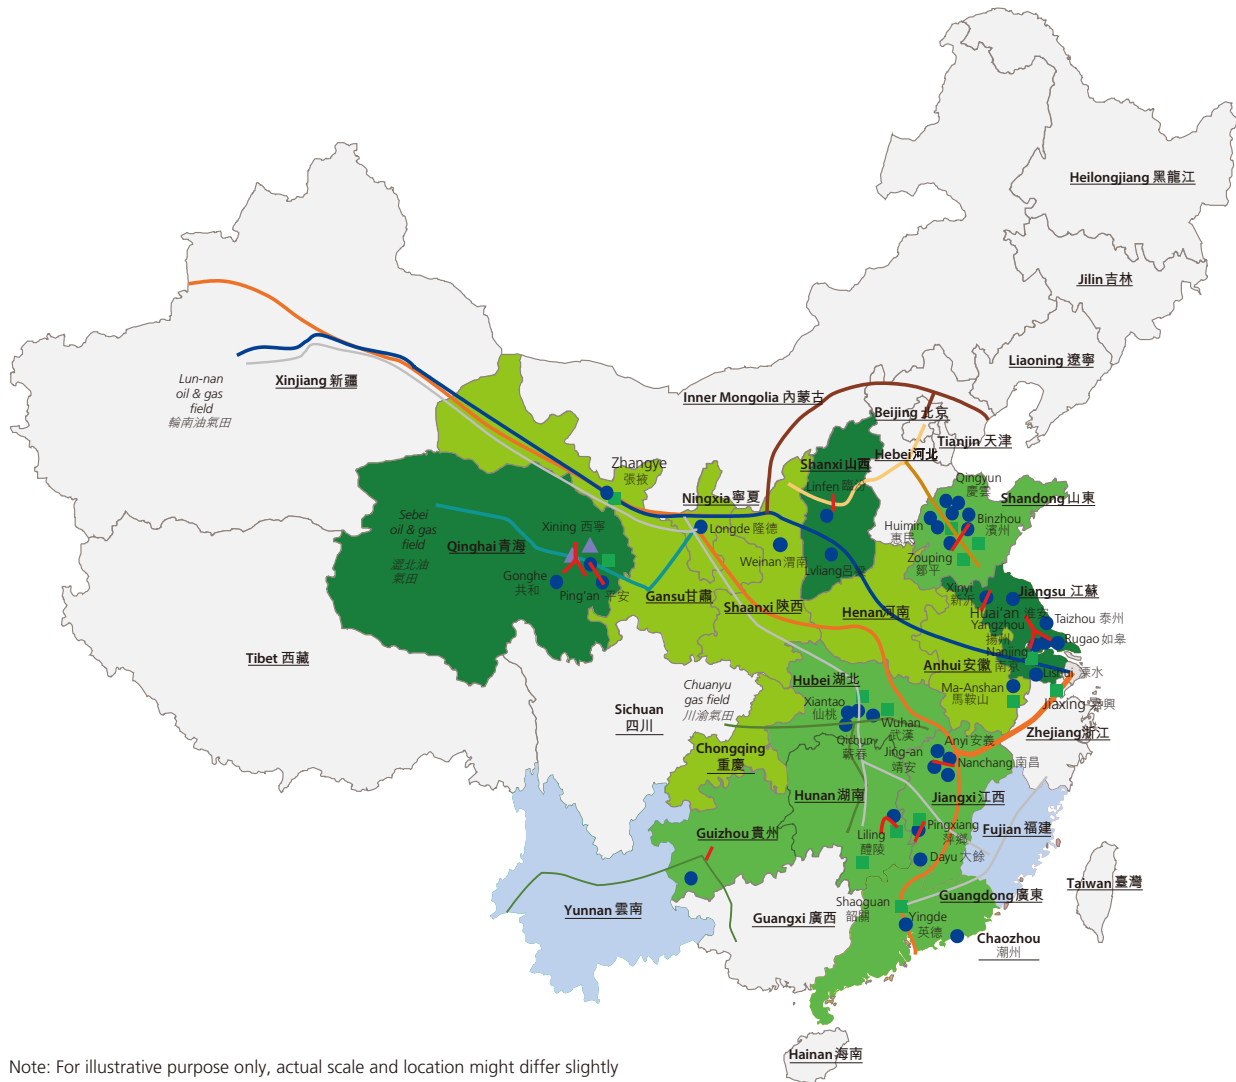 Heilongjiang 黑龍江
Jilin 吉林
Liaoning 遼寧
Lun-nan
oil & gas
field
輪南油氣田
Xinjiang 新疆
Inner Mongolia 內蒙古
Beijing 北京
Tianjin 天津
Hebei 河北
Shanxi 山西
Linfen 臨汾
Zhangye
張掖
Ningxia 寧夏
Qingyun
慶雲
Shandong 山東
Huimin
惠民
Binzhou
濱州
Zouping
鄒平
Sebei
oil & gas
field
澀北油
氣田
Xining 西寧
Qinghai 青海
Gonghe
共和
Ping'an 平安
Longde 隆德
Weinan 渭南
Lvliang 呂梁
Gansu 甘肅
Shaanxi 陝西
Henan 河南
Xinyi
新沂
Jiangsu 江蘇
Huai'an 淮安
Taizhou 泰州
Yangzhou
揚州
Rugao 如皋
Nanjing
南京
Lishui 溧水
Anhui 安徽
Ma-Anshan
馬鞍山
Jiaxing 嘉興
Zhejiang 浙江
Tibet 西藏
Sichuan
四川
Chuanyu
gas field
川渝氣田
Hubei 湖北
Xiantao
仙桃
Wuhan
武漢
Qichun
蘄春
Chongqing
重慶
Anyi 安義
Jing-an
靖安
Nanchang 南昌
Hunan 湖南
Jiangxi 江西
Guizhou 貴州
Liling
醴陵
Pingxiang
萍鄉
Fujian 福建
Dayu 大餘
Taiwan 臺灣
Yunnan 雲南
Guangxi 廣西
Shaoguan
韶關
Guangdong 廣東
Yingde
英德
Chaozhou
潮州
Hainan 海南
Note: For illustrative purpose only, actual scale and location might differ slightly